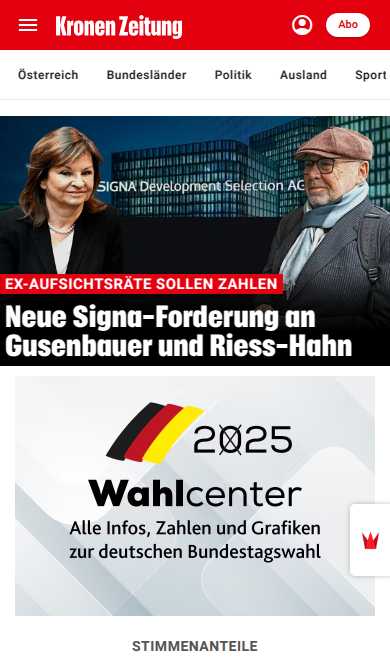 Kronen Zeitung
Abo
Österreich Bundesländer Politik Ausland Sport
SIGNA Development Selection AG
EX-AUFSICHTSRÄTE SOLLEN ZAHLEN
Neue Signa-Forderung an
Gusenbauer und Riess-Hahn
2025
Wahlcenter
Alle Infos, Zahlen und Grafiken
zur deutschen Bundestagswahl
STIMMENANTEILE